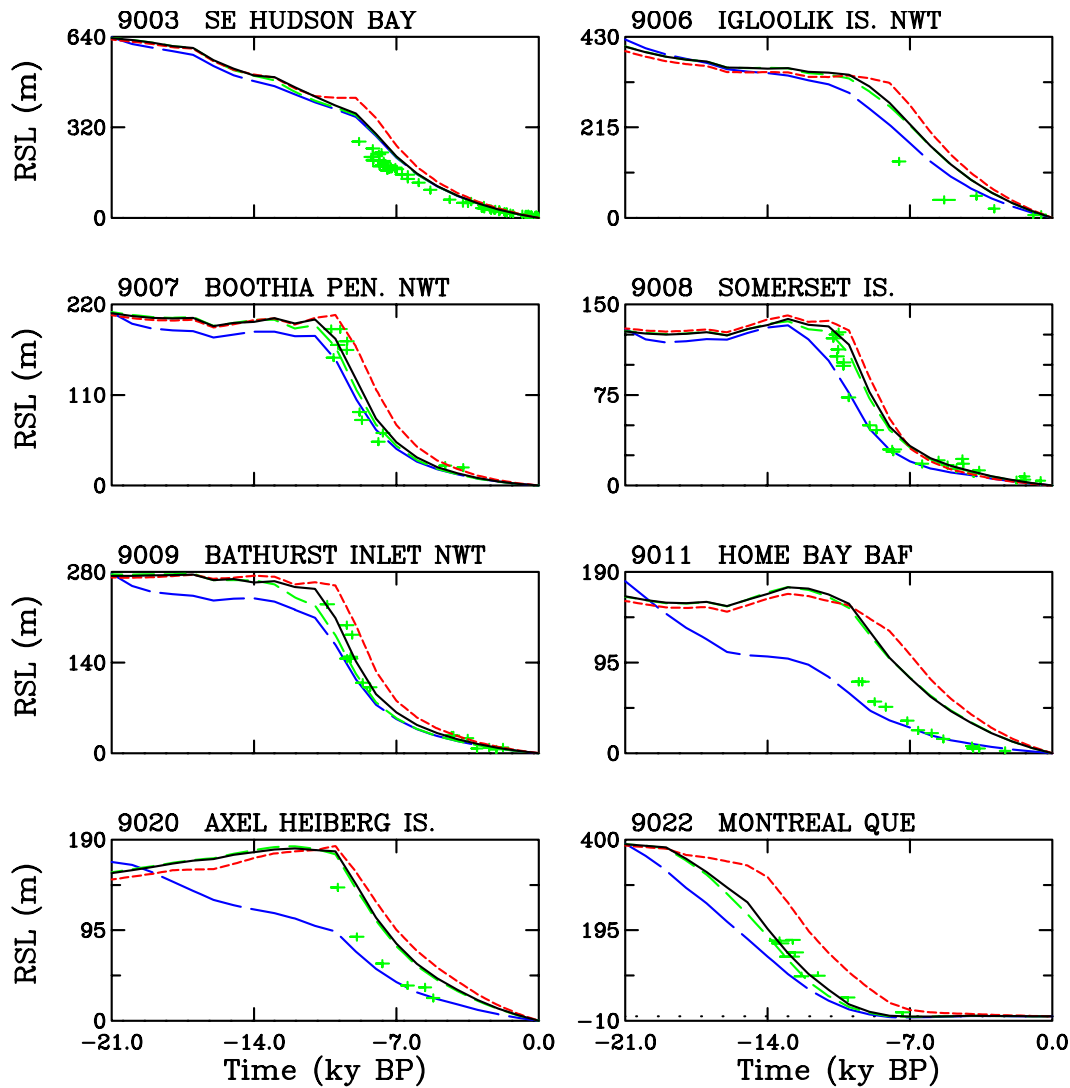 9003 SE HUDSON BAY
640
320
0
RSL (m)
9006 IGLOOLIK IS. NWT
430
215
0
9007 BOOTHIA PEN. NWT
220
110
0
RSL (m)
9008 SOMERSET IS.
150
75
0
9009 BATHURST INLET NWT
280
140
0
RSL (m)
9011 HOME BAY BAF
190
95
0
9020 AXEL HEIBERG IS.
190
95
0
RSL (m)
-21.0 -14.0 -7.0 0.0
Time (ky BP)
9022 MONTREAL QUE
400
195
-10
-21.0 -14.0 -7.0 0.0
Time (ky BP)